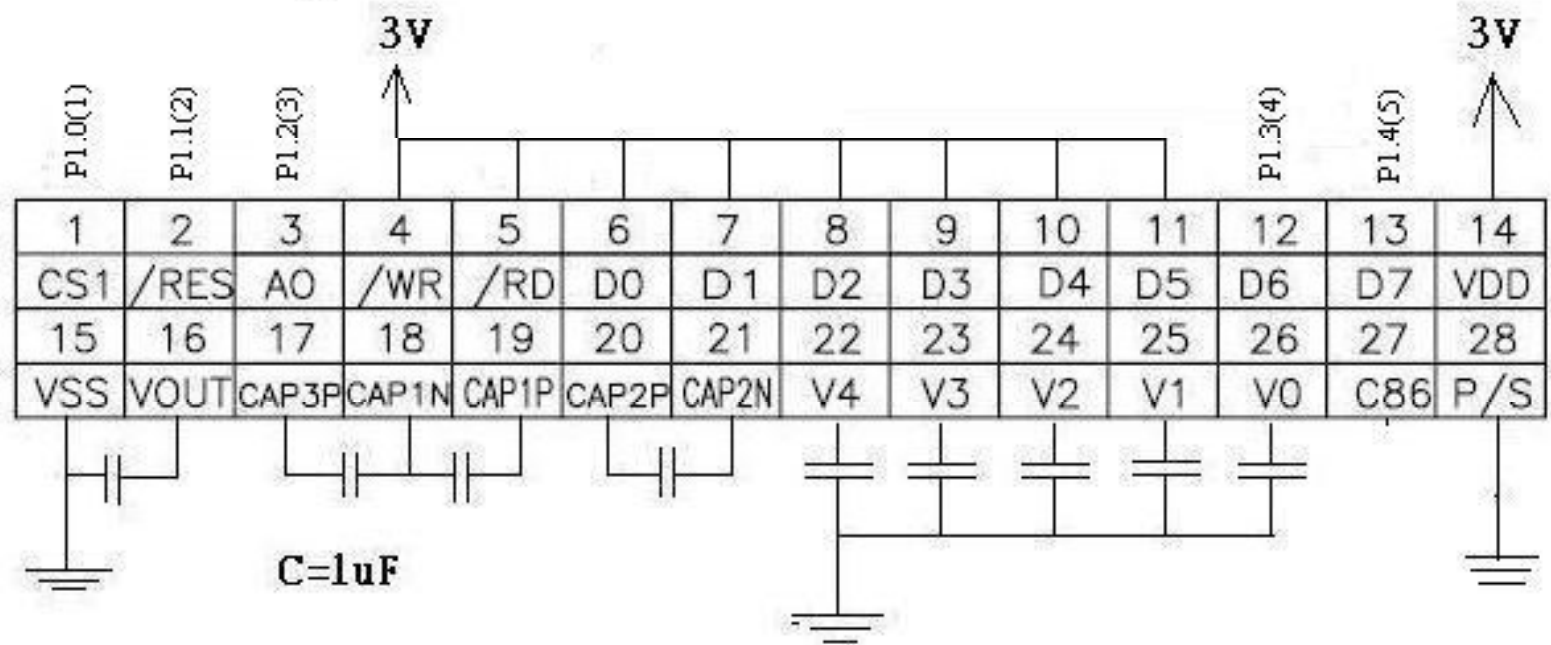 3V 3V
P1.0(1) P1.1(2) P1.2(3) P1.3(4) P1.4(5)
1 2 3 4 5 6 7 8 9 10 11 12 13 14
CS1 /RES AO /WR /RD D0 D1 D2 D3 D4 D5 D6 D7 VDD
15 16 17 18 19 20 21 22 23 24 25 26 27 28
VSS VOUT CAP3P CAP1N CAP1P CAP2P CAP2N V4 V3 V2 V1 V0 C86 P/S
C=1uF